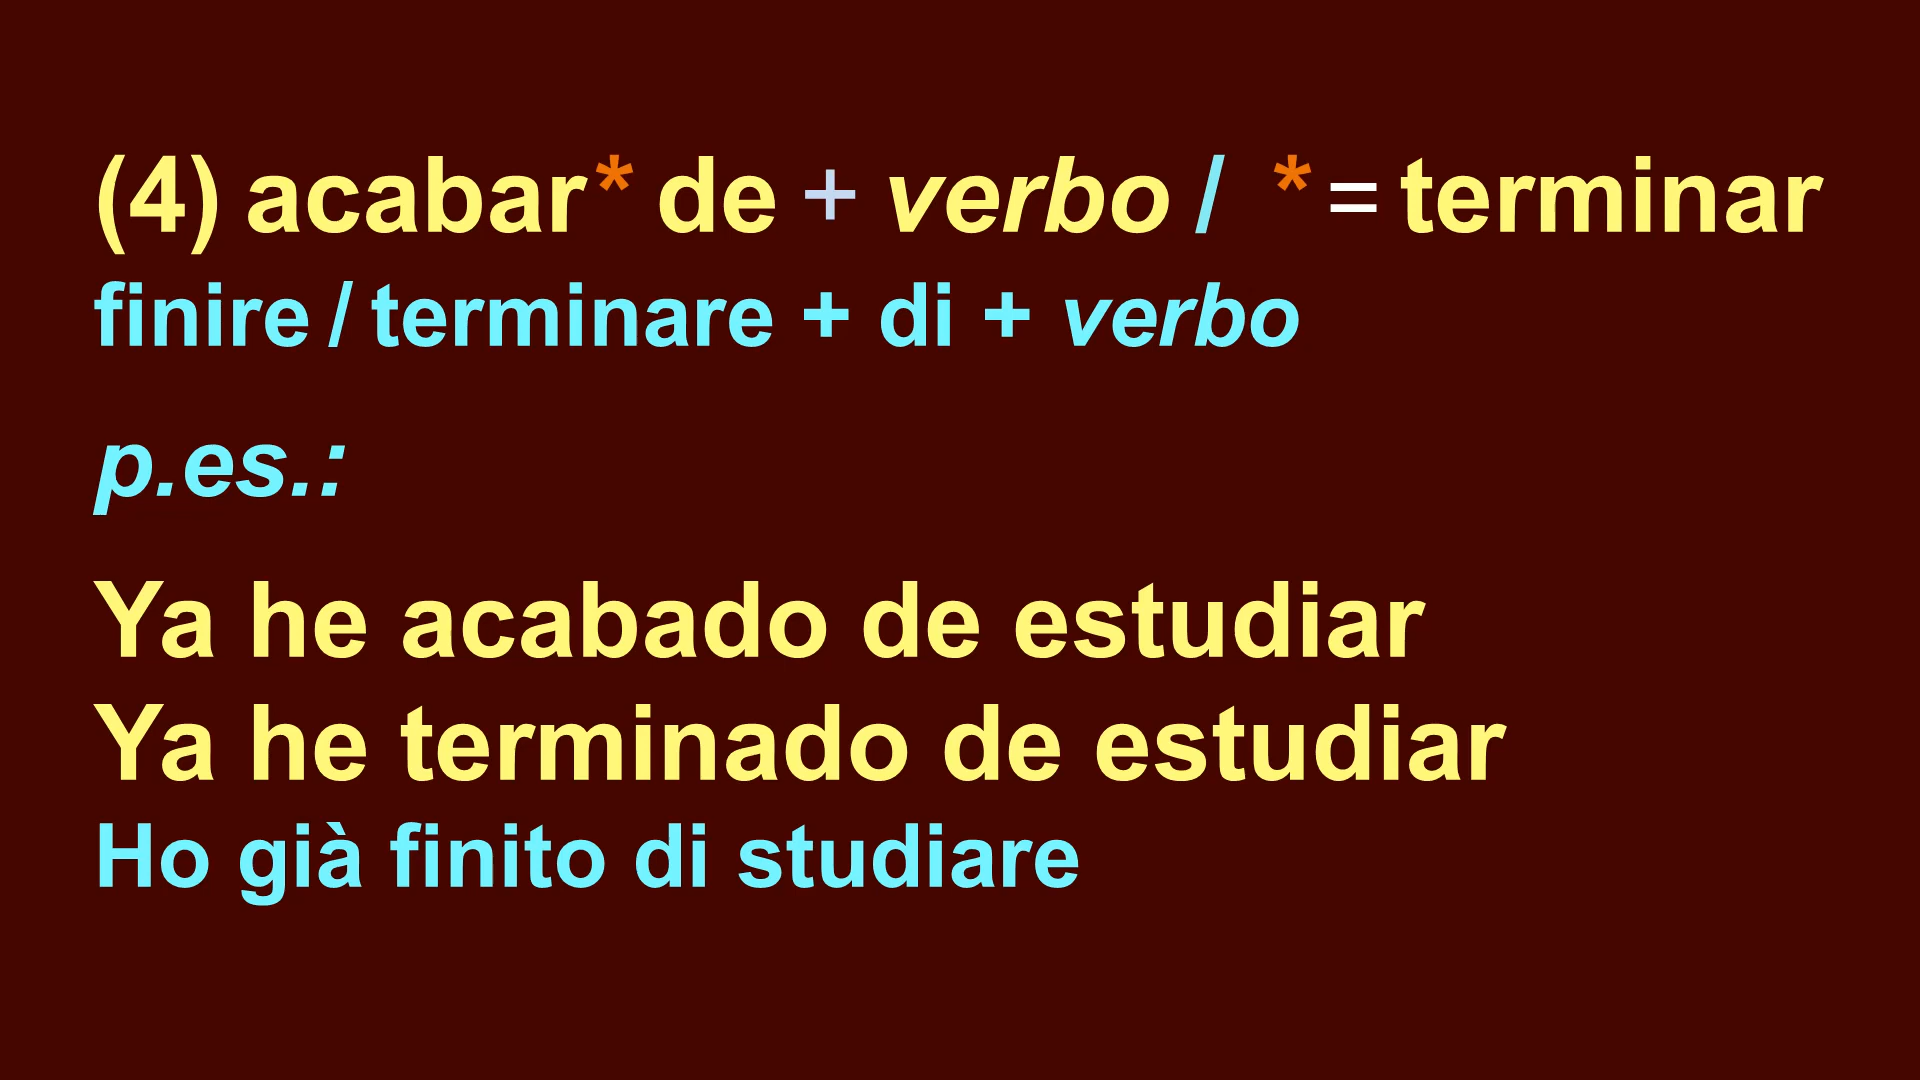 (4) acabar* de + verbo / * = terminar
finire / terminare + di + verbo
p.es.:
Ya he acabado de estudiar
Ya he terminado de estudiar
Ho già finito di studiare